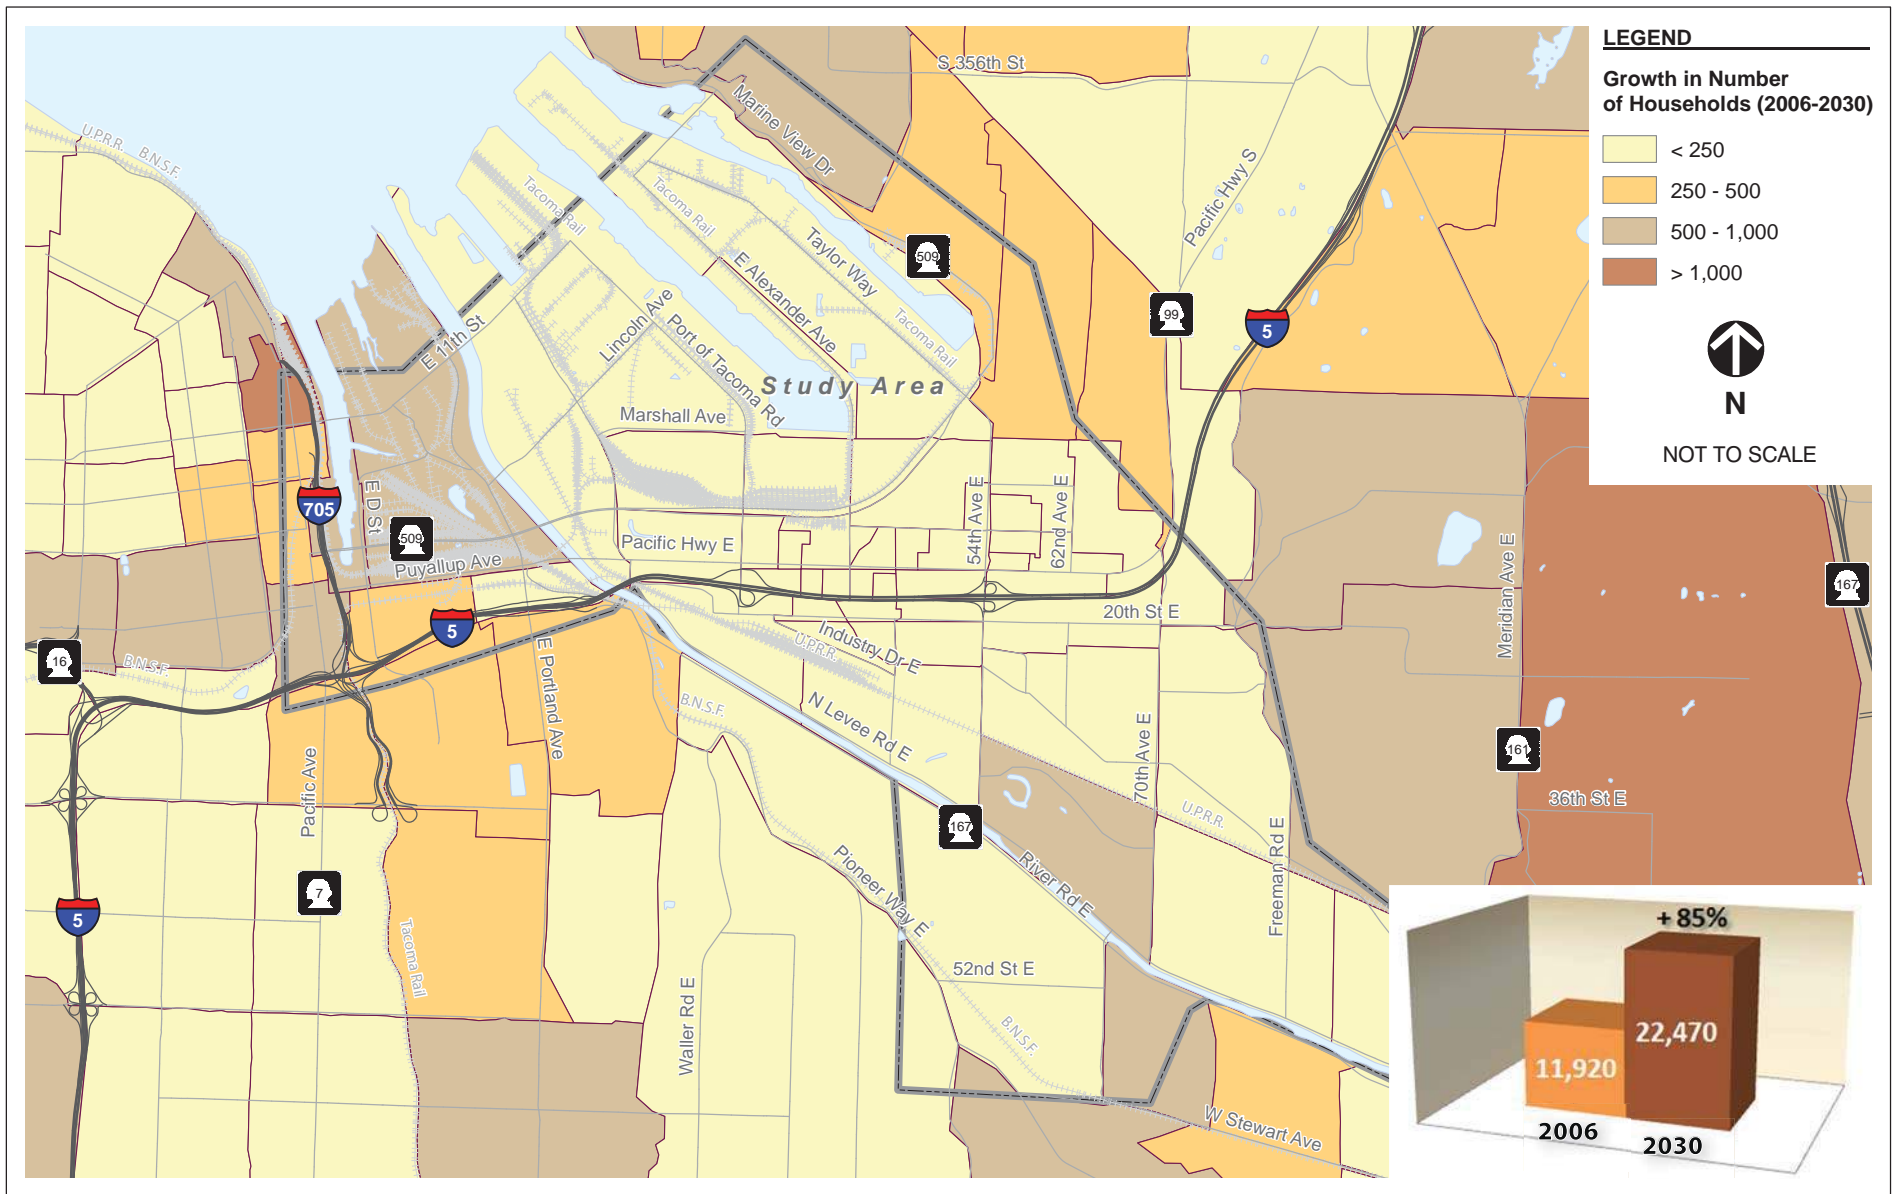 LEGEND
Growth in Number
of Households (2006-2030)
< 250
250 - 500
500 - 1,000
> 1,000
N
NOT TO SCALE
S 356th St
Marine View Dr
Pacific Hwy S
U.P.R.R.
B.N.S.F.
Tacoma Rail
Tacoma Rail
509
Taylor Way
E Alexander Ave
Tacoma Rail
99
5
Lincoln Ave
Port of Tacoma Rd
E 11th St
Study Area
Marshall Ave
705
E D St
509
Puyallup Ave
Pacific Hwy E
54th Ave E
62nd Ave E
20th St E
Meridian Ave E
167
5
16
B.N.S.F.
E Portland Ave
Industry Dr E
U.P.R.R.
B.N.S.F.
N Levee Rd E
70th Ave E
161
36th St E
Pacific Ave
167
U.P.R.R.
Freeman Rd E
7
5
Pioneer Way E
River Rd E
Tacoma Rail
Waller Rd E
52nd St E
B.N.S.F.
W Stewart Ave
+ 85%
22,470
11,920
2006
2030